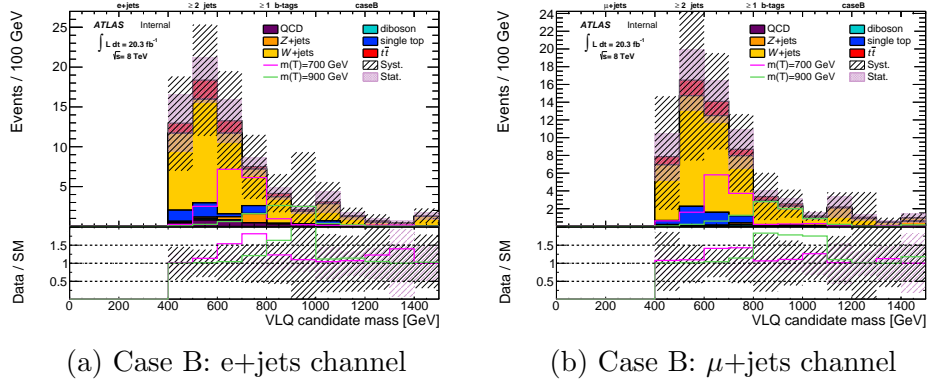 e+jets ≥ 2 jets ≥ 1 b-tags caseB
ATLAS Internal
∫ L dt = 20.3 fb⁻¹
√s= 8 TeV
QCD
Z+jets
W+jets
m(T)=700 GeV
m(T)=900 GeV
diboson
single top
tt̄
Syst.
Stat.
Events / 100 GeV
25
20
15
10
5
Data / SM
1.5
1
0.5
0 200 400 600 800 1000 1200 1400
VLQ candidate mass [GeV]
(a) Case B: e+jets channel
μ+jets ≥ 2 jets ≥ 1 b-tags caseB
ATLAS Internal
∫ L dt = 20.3 fb⁻¹
√s= 8 TeV
QCD
Z+jets
W+jets
m(T)=700 GeV
m(T)=900 GeV
diboson
single top
tt̄
Syst.
Stat.
Events / 100 GeV
24
22
20
18
16
14
12
10
8
6
4
2
Data / SM
1.5
1
0.5
0 200 400 600 800 1000 1200 1400
VLQ candidate mass [GeV]
(b) Case B: μ+jets channel